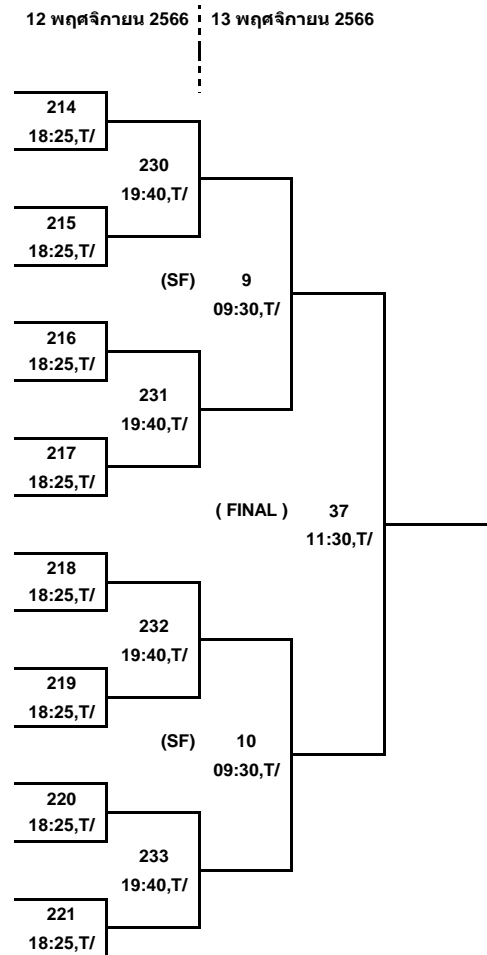 12 พฤศจิกายน 2566 13 พฤศจิกายน 2566
214
18:25,T/
230
19:40,T/
215
18:25,T/
(SF) 9
09:30,T/
216
18:25,T/
231
19:40,T/
217
18:25,T/
( FINAL ) 37
11:30,T/
218
18:25,T/
232
19:40,T/
219
18:25,T/
(SF) 10
09:30,T/
220
18:25,T/
233
19:40,T/
221
18:25,T/